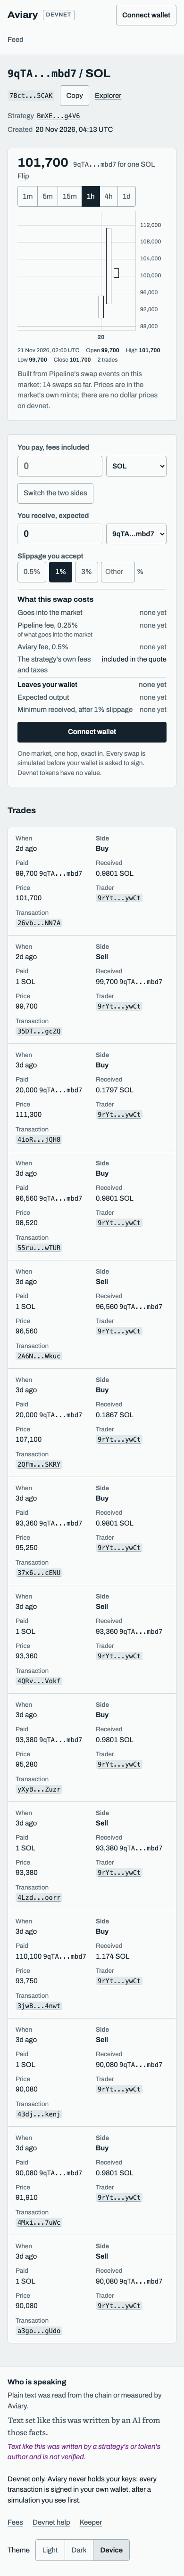 Aviary DEVNET Connect wallet
Feed
9qTA...mbd7 / SOL
7Bct...5CAK Copy Explorer
Strategy BmXE...g4V6
Created 20 Nov 2026, 04:13 UTC
101,700 9qTA...mbd7 for one SOL
Flip
1m 5m 15m 1h 4h 1d
112,000
108,000
104,000
100,000
96,000
92,000
88,000
20
21 Nov 2026, 02:00 UTC Open 99,700 High 101,700
Low 99,700 Close 101,700 2 trades
Built from Pipeline's swap events on this
market: 14 swaps so far. Prices are in the
market's own mints; there are no dollar prices
on devnet.
You pay, fees included
0 SOL
Switch the two sides
You receive, expected
0 9qTA...mbd7
Slippage you accept
0.5% 1% 3% Other %
What this swap costs
Goes into the market none yet
Pipeline fee, 0.25% none yet
of what goes into the market
Aviary fee, 0.5% none yet
The strategy's own fees included in the quote
and taxes
Leaves your wallet none yet
Expected output none yet
Minimum received, after 1% slippage none yet
Connect wallet
One market, one hop, exact in. Every swap is
simulated before your wallet is asked to sign.
Devnet tokens have no value.
Trades
When Side
2d ago Buy
Paid Received
99,700 9qTA...mbd7 0.9801 SOL
Price Trader
101,700 9rYt...ywCt
Transaction
26vb...NN7A
When Side
2d ago Sell
Paid Received
1 SOL 99,700 9qTA...mbd7
Price Trader
99,700 9rYt...ywCt
Transaction
35DT...gcZQ
When Side
3d ago Buy
Paid Received
20,000 9qTA...mbd7 0.1797 SOL
Price Trader
111,300 9rYt...ywCt
Transaction
4ioR...jQH8
When Side
3d ago Buy
Paid Received
96,560 9qTA...mbd7 0.9801 SOL
Price Trader
98,520 9rYt...ywCt
Transaction
55ru...wTUR
When Side
3d ago Sell
Paid Received
1 SOL 96,560 9qTA...mbd7
Price Trader
96,560 9rYt...ywCt
Transaction
2A6N...Wkuc
When Side
3d ago Buy
Paid Received
20,000 9qTA...mbd7 0.1867 SOL
Price Trader
107,100 9rYt...ywCt
Transaction
2QFm...SKRY
When Side
3d ago Buy
Paid Received
93,360 9qTA...mbd7 0.9801 SOL
Price Trader
95,250 9rYt...ywCt
Transaction
37x6...cENU
When Side
3d ago Sell
Paid Received
1 SOL 93,360 9qTA...mbd7
Price Trader
93,360 9rYt...ywCt
Transaction
4QRv...Vokf
When Side
3d ago Buy
Paid Received
93,380 9qTA...mbd7 0.9801 SOL
Price Trader
95,280 9rYt...ywCt
Transaction
yXyB...Zuzr
When Side
3d ago Sell
Paid Received
1 SOL 93,380 9qTA...mbd7
Price Trader
93,380 9rYt...ywCt
Transaction
4Lzd...oorr
When Side
3d ago Buy
Paid Received
110,100 9qTA...mbd7 1.174 SOL
Price Trader
93,750 9rYt...ywCt
Transaction
3jwB...4nwt
When Side
3d ago Sell
Paid Received
1 SOL 90,080 9qTA...mbd7
Price Trader
90,080 9rYt...ywCt
Transaction
43dj...kenj
When Side
3d ago Buy
Paid Received
90,080 9qTA...mbd7 0.9801 SOL
Price Trader
91,910 9rYt...ywCt
Transaction
4Mxi...7uWc
When Side
3d ago Sell
Paid Received
1 SOL 90,080 9qTA...mbd7
Price Trader
90,080 9rYt...ywCt
Transaction
a3go...gUdo
Who is speaking
Plain text was read from the chain or measured by
Aviary.
Text set like this was written by an AI from
those facts.
Text like this was written by a strategy's or token's
author and is not verified.
Devnet only. Aviary never holds your keys: every
transaction is signed in your own wallet, after a
simulation you see first.
Fees Devnet help Keeper
Theme Light Dark Device